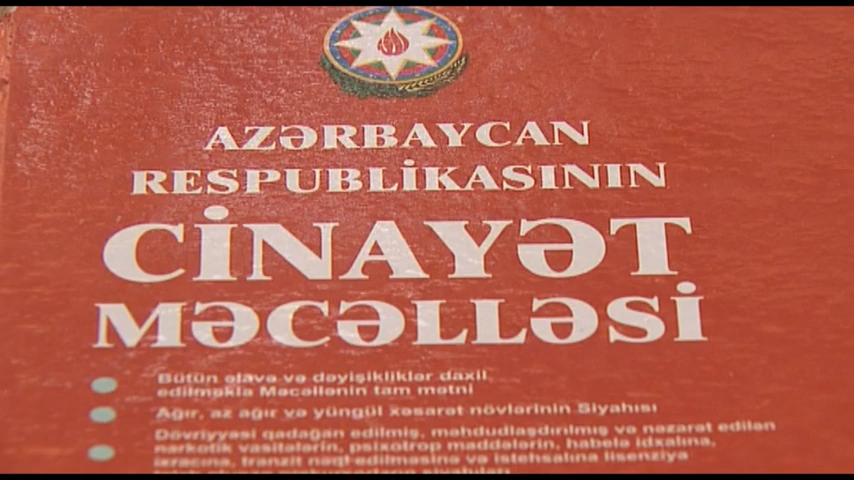 AZƏRBAYCAN
RESPUBLİKASININ
CİNAYƏT
MƏCƏLLƏSİ
Bütün əlavə və dəyişikliklər daxil
edilməklə Məcəllənin tam mətni
Ağır, az ağır və yüngül xəsarət növlərinin Siyahısı
Dövriyyəsi qadağan edilmiş, məhdudlaşdırılmış və nəzarət edilən
narkotik vasitələrin, psixotrop maddələrin, habelə idxalına,
ixracına, tranzit nəql edilməsinə və istehsalına lisenziya